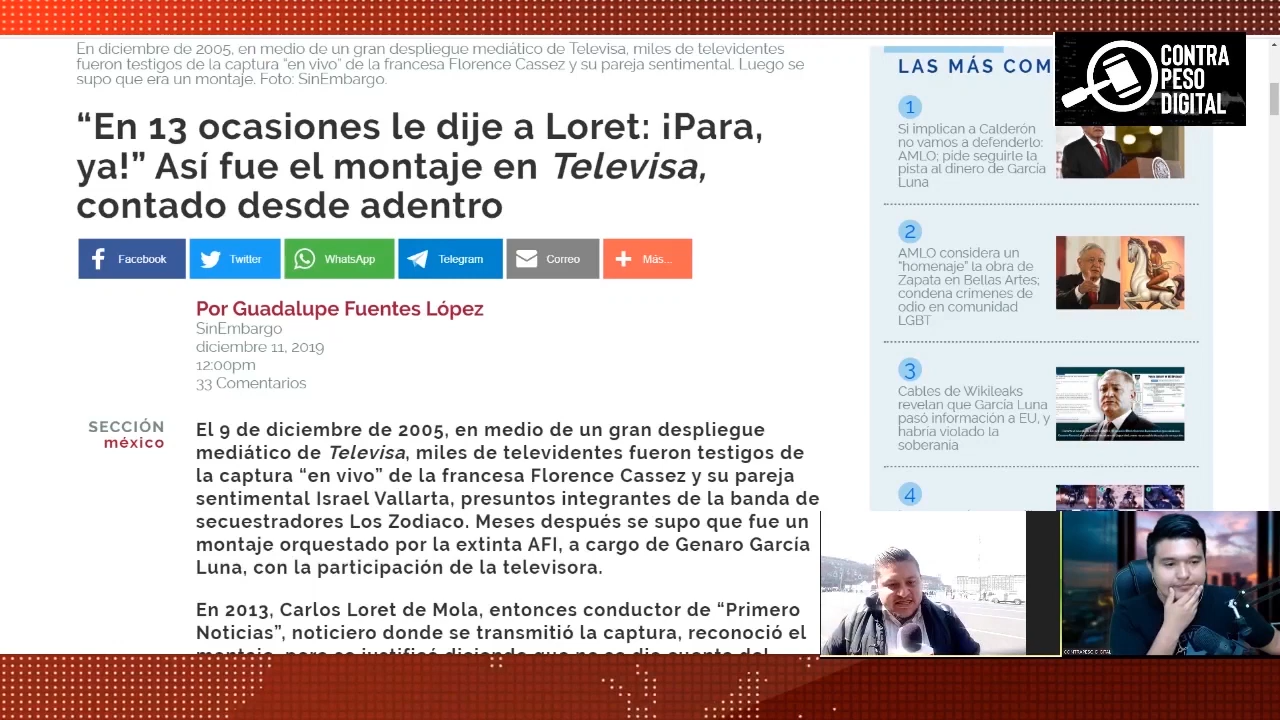 En diciembre de 2005, en medio de un gran despliegue mediático de Televisa, miles de televidentes
fueron testigos de la captura “en vivo” de la francesa Florence Cassez y su pareja sentimental. Luego se
supo que era un montaje. Foto: SinEmbargo.
“En 13 ocasiones le dije a Loret: ¡Para,
ya!” Así fue el montaje en Televisa,
contado desde adentro
Facebook
Twitter
WhatsApp
Telegram
Correo
Más...
Por Guadalupe Fuentes López
SinEmbargo
diciembre 11, 2019
12:00pm
33 Comentarios
SECCIÓN
méxico
El 9 de diciembre de 2005, en medio de un gran despliegue
mediático de Televisa, miles de televidentes fueron testigos de
la captura “en vivo” de la francesa Florence Cassez y su pareja
sentimental Israel Vallarta, presuntos integrantes de la banda de
secuestradores Los Zodiaco. Meses después se supo que fue un
montaje orquestado por la extinta AFI, a cargo de Genaro García
Luna, con la participación de la televisora.
En 2013, Carlos Loret de Mola, entonces conductor de “Primero
Noticias”, noticiero donde se transmitió la captura, reconoció el
LAS MÁS COM
1
Si implican a Calderón
no vamos a defenderlo:
AMLO; pide seguirle la
pista al dinero de García
Luna
2
AMLO considera un
“homenaje” la obra de
Zapata en Bellas Artes;
condena crímenes de
odio en comunidad
LGBT
3
Cables de Wikileaks
revelan que García Luna
pasó información a EU, y
habría violado la
soberanía
4
CONTRA
PESO
DIGITAL
CONTRAPESO DIGITAL